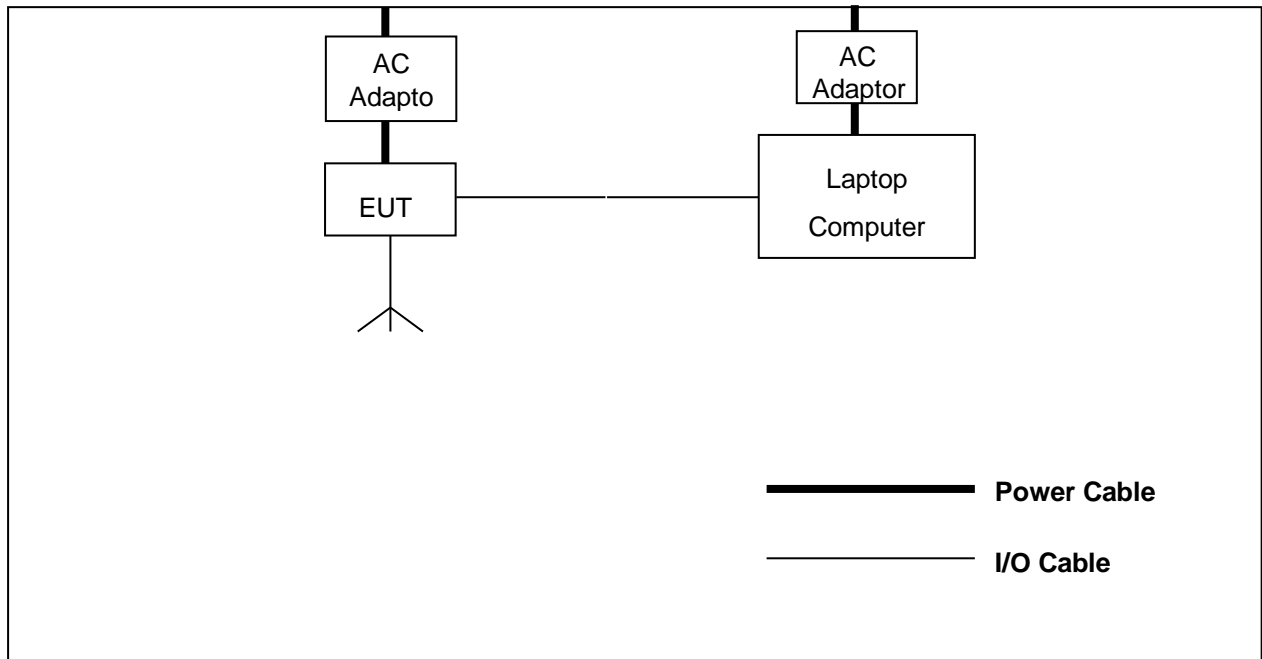 AC
Adapto
AC
Adaptor
EUT
Laptop
Computer
Power Cable
I/O Cable